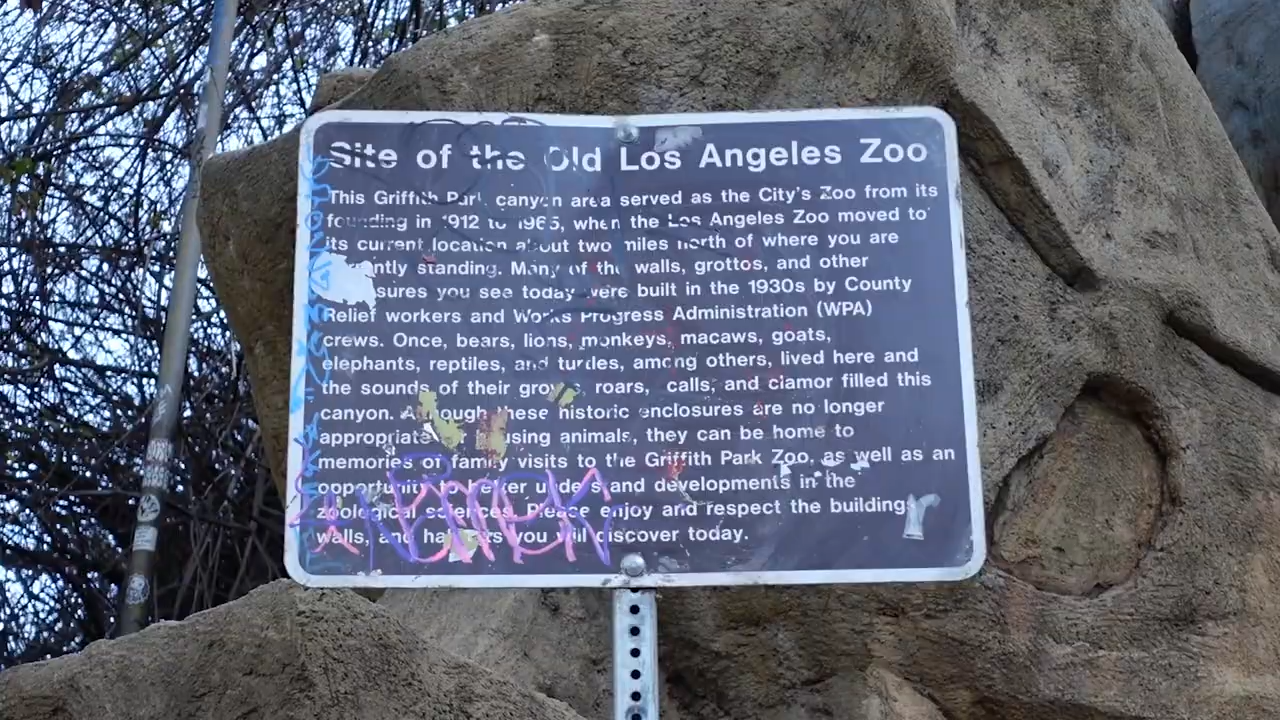 Site of the Old Los Angeles Zoo
This Griffith Park canyon area served as the City's Zoo from its
founding in 1912 to 1965, when the Los Angeles Zoo moved to
its current location about two miles north of where you are
currently standing. Many of the walls, grottos, and other
enclosures you see today were built in the 1930s by County
Relief workers and Works Progress Administration (WPA)
crews. Once, bears, lions, monkeys, macaws, goats,
elephants, reptiles, and turtles, among others, lived here and
the sounds of their growls, roars, calls, and clamor filled this
canyon. Although these historic enclosures are no longer
appropriate for housing animals, they can be home to
memories of family visits to the Griffith Park Zoo, as well as an
opportunity to better understand developments in the
zoological sciences. Please enjoy and respect the buildings,
walls, and habitats you will discover today.